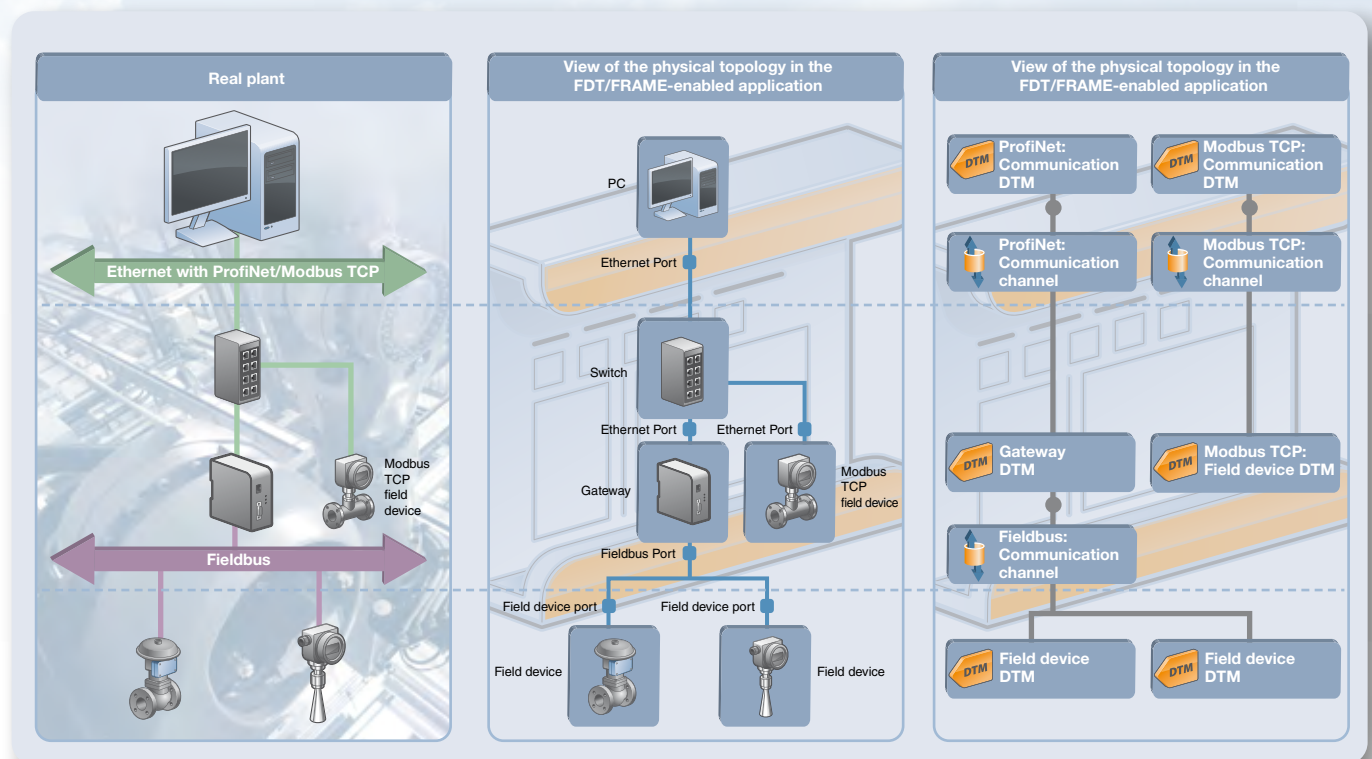 Real plant
Ethernet with ProfiNet/Modbus TCP
Modbus
TCP
field
device
Fieldbus
View of the physical topology in the
FDT/FRAME-enabled application
PC
Ethernet Port
Switch
Ethernet Port
Ethernet Port
Gateway
Modbus
TCP
field device
Fieldbus Port
Field device port
Field device port
Field device
Field device
View of the physical topology in the
FDT/FRAME-enabled application
DTM
ProfiNet:
Communication
DTM
DTM
Modbus TCP:
Communication
DTM
ProfiNet:
Communication
channel
Modbus TCP:
Communication
channel
DTM
Gateway
DTM
DTM
Modbus TCP:
Field device DTM
Fieldbus:
Communication
channel
DTM
Field device
DTM
DTM
Field device
DTM